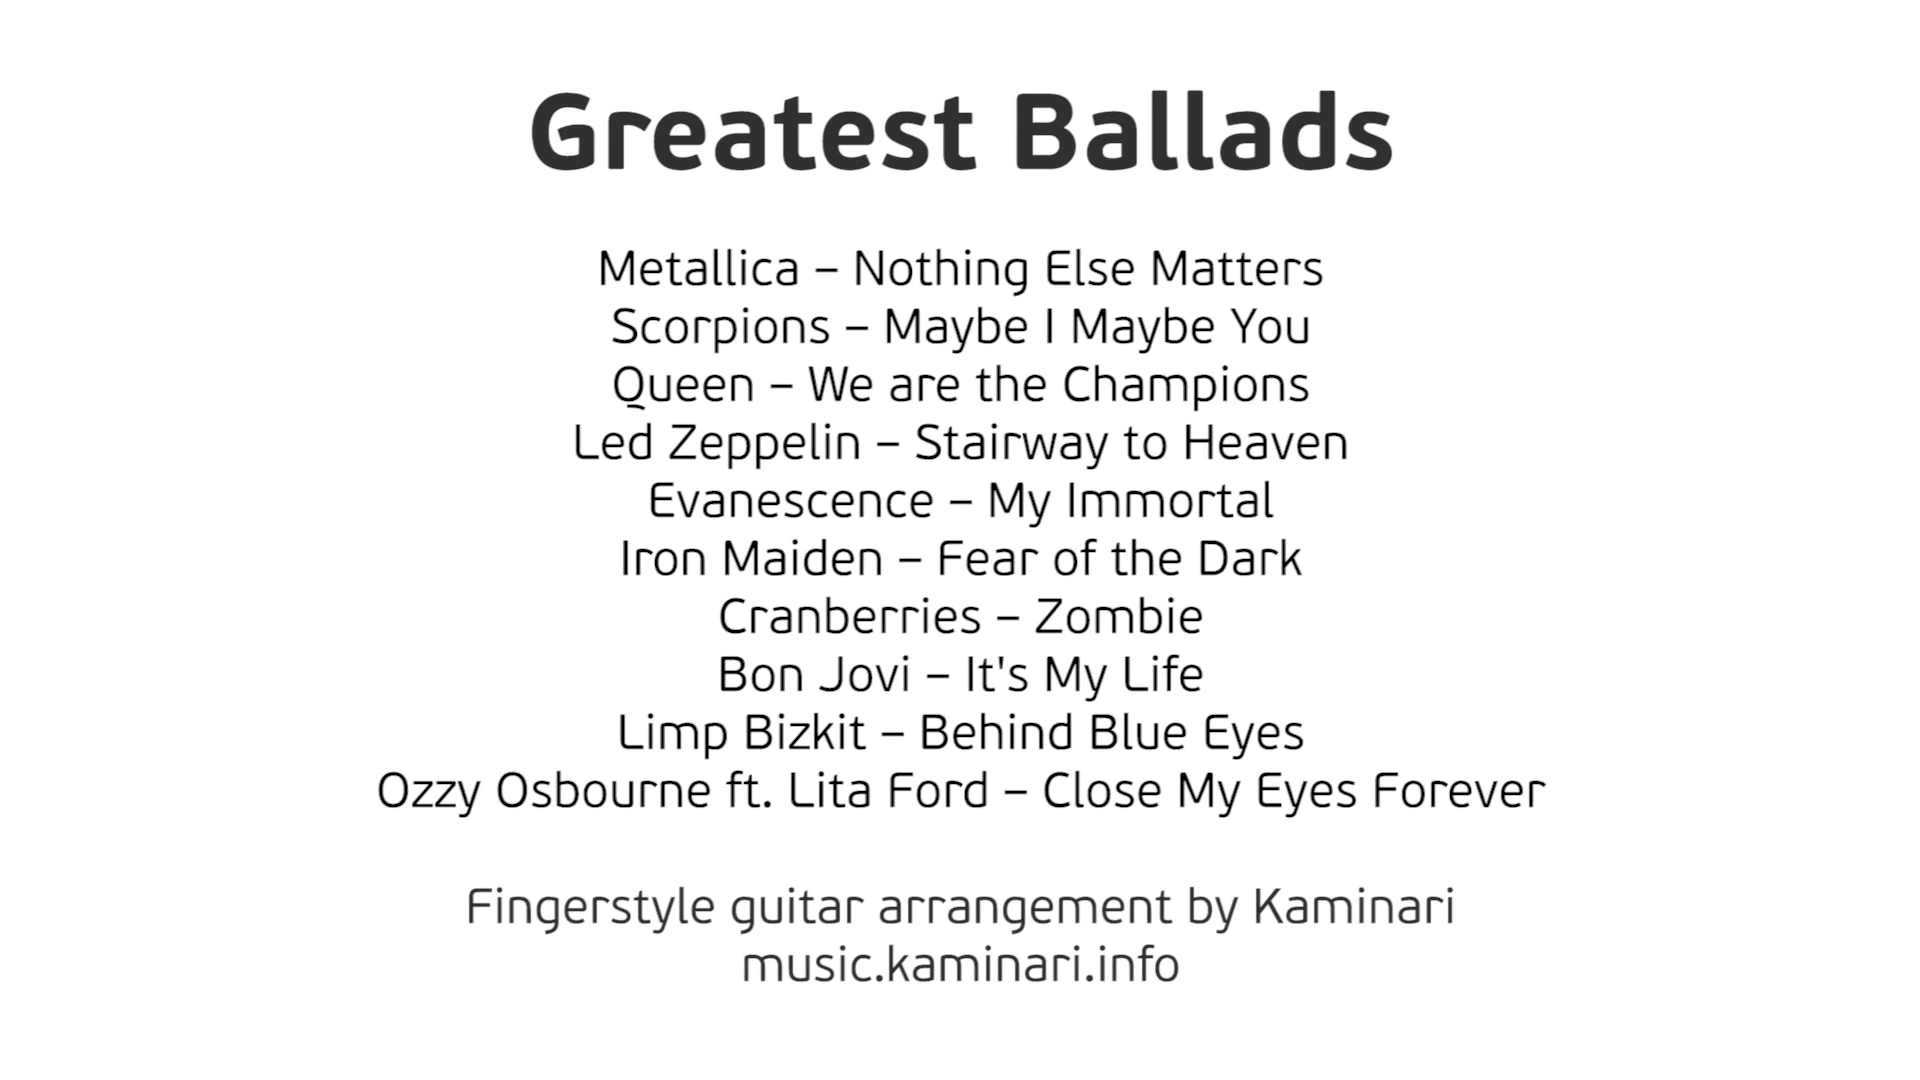 Greatest Ballads
Metallica – Nothing Else Matters
Scorpions – Maybe I Maybe You
Queen – We are the Champions
Led Zeppelin – Stairway to Heaven
Evanescence – My Immortal
Iron Maiden – Fear of the Dark
Cranberries – Zombie
Bon Jovi – It's My Life
Limp Bizkit – Behind Blue Eyes
Ozzy Osbourne ft. Lita Ford – Close My Eyes Forever
Fingerstyle guitar arrangement by Kaminari
music.kaminari.info